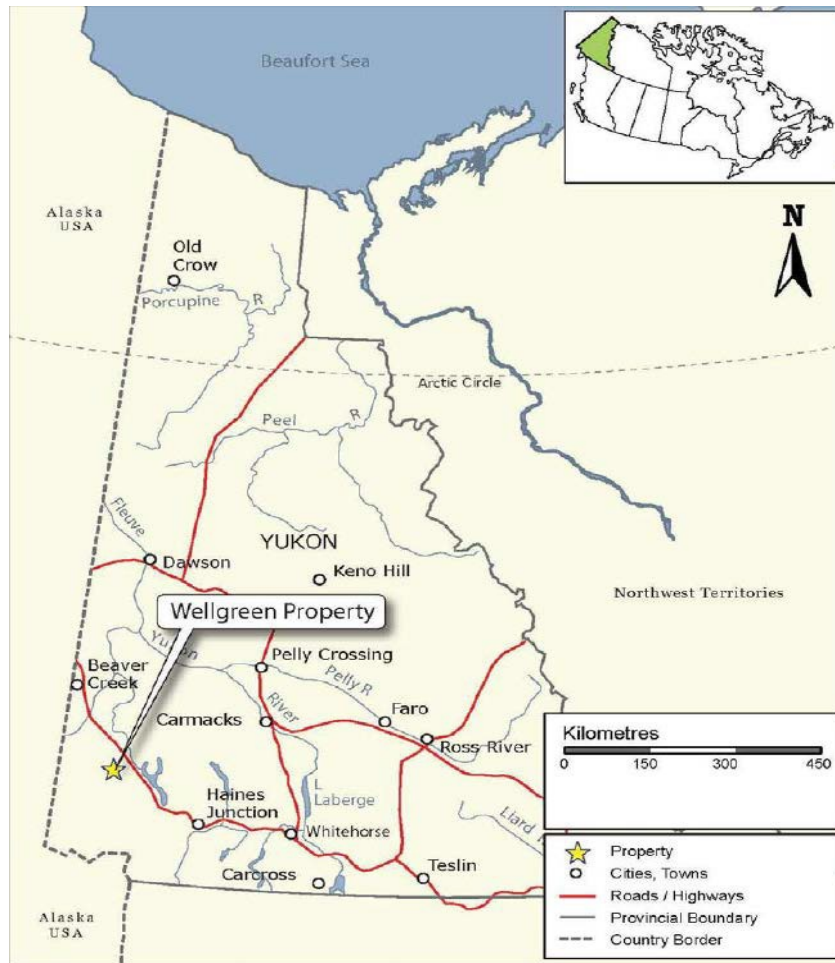 Beaufort Sea
N
Alaska
USA
Old
Crow
Porcupine
R
Arctic Circle
Peel
R
Fleuve
YUKON
Dawson
Keno Hill
Northwest Territories
Wellgreen Property
Yukon
Pelly Crossing
Beaver
Creek
Pelly R
River
Faro
Carmacks
Ross River
L
Laberge
Haines
Junction
Liard
Whitehorse
Teslin
Carcross
Alaska
USA
Kilometres
0 150 300 450
Property
Cities, Towns
Roads / Highways
Provincial Boundary
Country Border